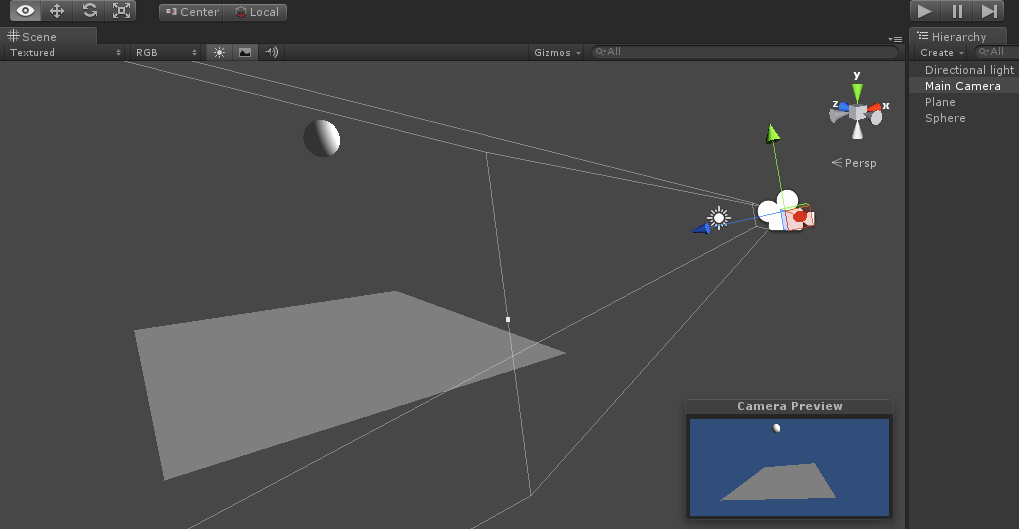 Center Local
Scene
Textured RGB Gizmos All
Hierarchy
Create All
Directional light
Main Camera
Plane
Sphere
y
z x
Persp
Camera Preview